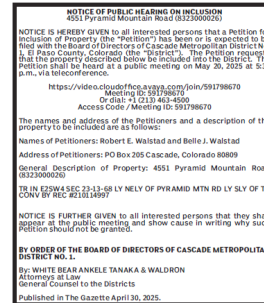 NOTICE OF PUBLIC HEARING ON INCLUSION
4551 Pyramid Mountain Road (8323000026)
NOTICE IS HEREBY GIVEN to all interested persons that a Petition fo
Inclusion of Property (the “Petition”) has been or is expected to b
filed with the Board of Directors of Cascade Metropolitan District N
1, El Paso County, Colorado (the “District”). The Petition request
that the property described below be included into the District. Th
Petition shall be heard at a public meeting on May 20, 2025 at 5:3
p.m., via teleconference.
https://video.cloudoffice.avaya.com/join/591798670
Meeting ID: 591798670
Or dial: +1 (213) 463-4500
Access Code / Meeting ID: 591798670
The names and address of the Petitioners and a description of th
property to be included are as follows:
Names of Petitioners: Robert E. Walstad and Belle J. Walstad
Address of Petitioners: PO Box 205 Cascade, Colorado 80809
General Description of Property: 4551 Pyramid Mountain Roa
(8323000026)
TR IN E2SW4 SEC 23-13-68 LY NELY OF PYRAMID MTN RD LY SLY OF T
CONV BY REC #210114997
NOTICE IS FURTHER GIVEN to all interested persons that they sha
appear at the public meeting and show cause in writing why suc
Petition should not be granted.
BY ORDER OF THE BOARD OF DIRECTORS OF CASCADE METROPOLITA
DISTRICT NO. 1.
By: WHITE BEAR ANKELE TANAKA & WALDRON
Attorneys at Law
General Counsel to the Districts
Published in The Gazette April 30, 2025.